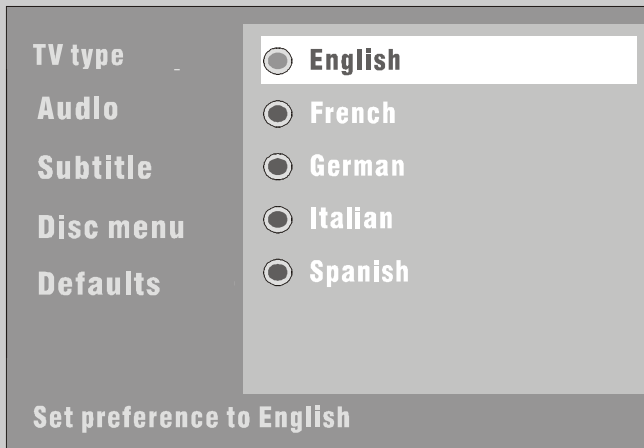 TV type
Audlo
Subtitle
Disc menu
Defaults
English
French
German
Italian
Spanish
Set preference to English